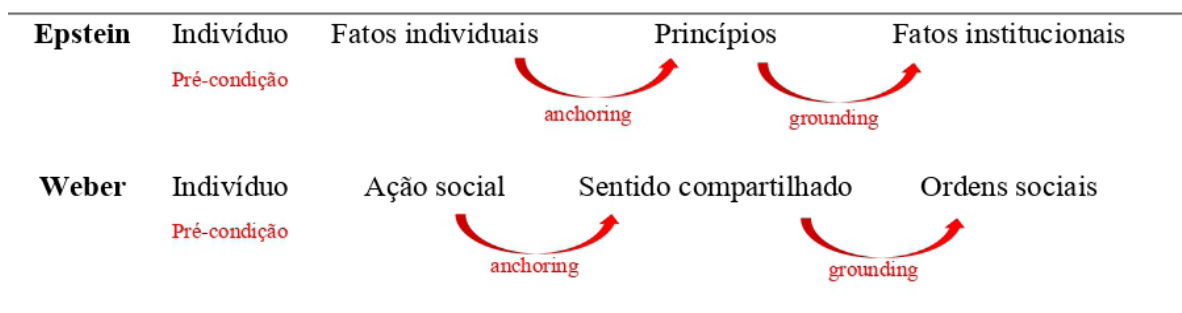 Epstein Indivíduo Fatos individuais Princípios Fatos institucionais
Pré-condição
anchoring grounding
Weber Indivíduo Ação social Sentido compartilhado Ordens sociais
Pré-condição
anchoring grounding